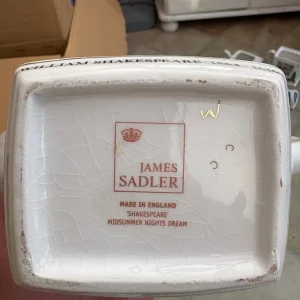 WILLIAM SHAKESPEARE
JAMES
SADLER
MADE IN ENGLAND
'SHAKESPEARE'
MIDSUMMER NIGHTS DREAM